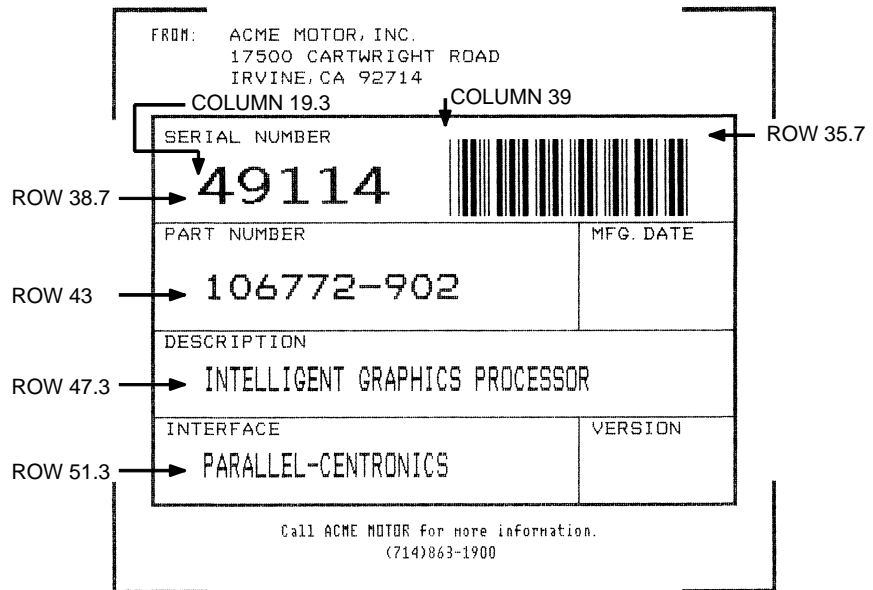 FROM: ACME MOTOR, INC.
17500 CARTWRIGHT ROAD
IRVINE, CA 92714
COLUMN 19.3 COLUMN 39
SERIAL NUMBER ROW 35.7
ROW 38.7 49114
PART NUMBER MFG. DATE
ROW 43 106772-902
DESCRIPTION
ROW 47.3 INTELLIGENT GRAPHICS PROCESSOR
INTERFACE VERSION
ROW 51.3 PARALLEL-CENTRONICS
Call ACME MOTOR for more information.
(714)863-1900